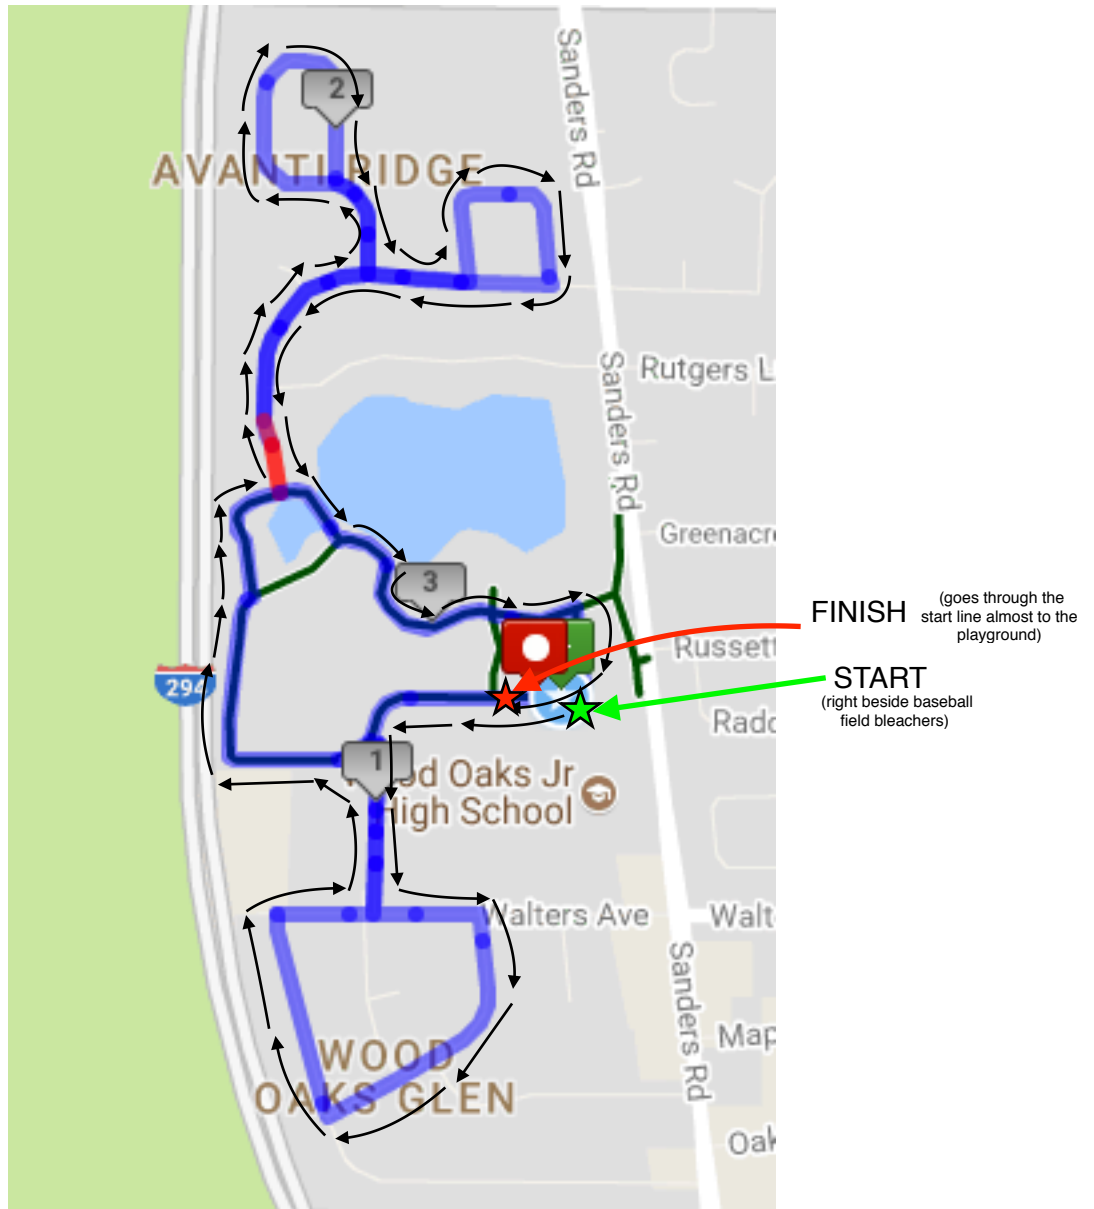 Sanders Rd
2
AVANTI RIDGE
Sanders Rd
Rutgers L
Greenacr
3
FINISH (goes through the
start line almost to the
playground)
Russett
START
(right beside baseball
field bleachers)
294
Radc
1
od Oaks Jr
High School
Walters Ave
Walt
Sanders Rd
Map
WOOD
OAKS GLEN
Oak